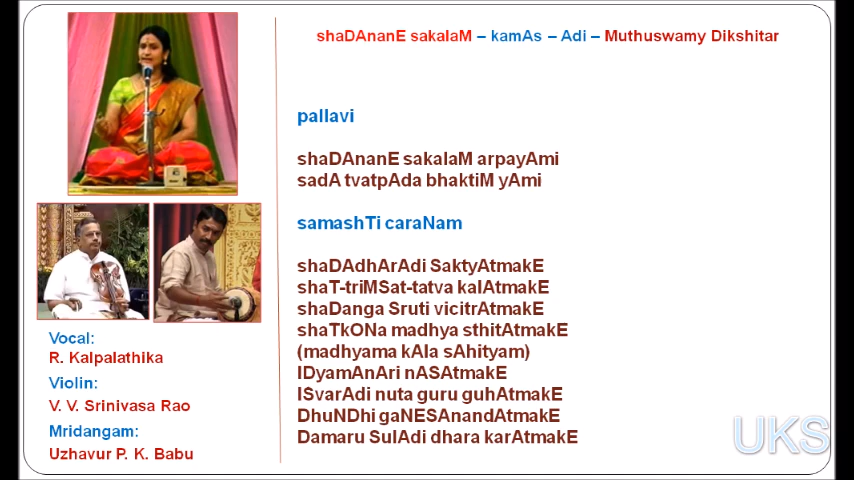 shaDAnanE sakalaM – kamAs – Adi – Muthuswamy Dikshitar
pallavi
shaDAnanE sakalaM arpayAmi
sadA tvatpAda bhaktiM yAmi
samashTi caraNam
shaDAdhArAdi SaktyAtmakE
shaT-triMSat-tatva kalAtmakE
shaDanga Sruti vicitrAtmakE
shaTkONa madhya sthitAtmakE
(madhyama kAla sAhityam)
IDyamAnAri nASAtmakE
ISvarAdi nuta guru guhAtmakE
DhuNDhi gaNESAnandAtmakE
Damaru SulAdi dhara karAtmakE
Vocal:
R. Kalpalathika
Violin:
V. V. Srinivasa Rao
Mridangam:
Uzhavur P. K. Babu
UKS